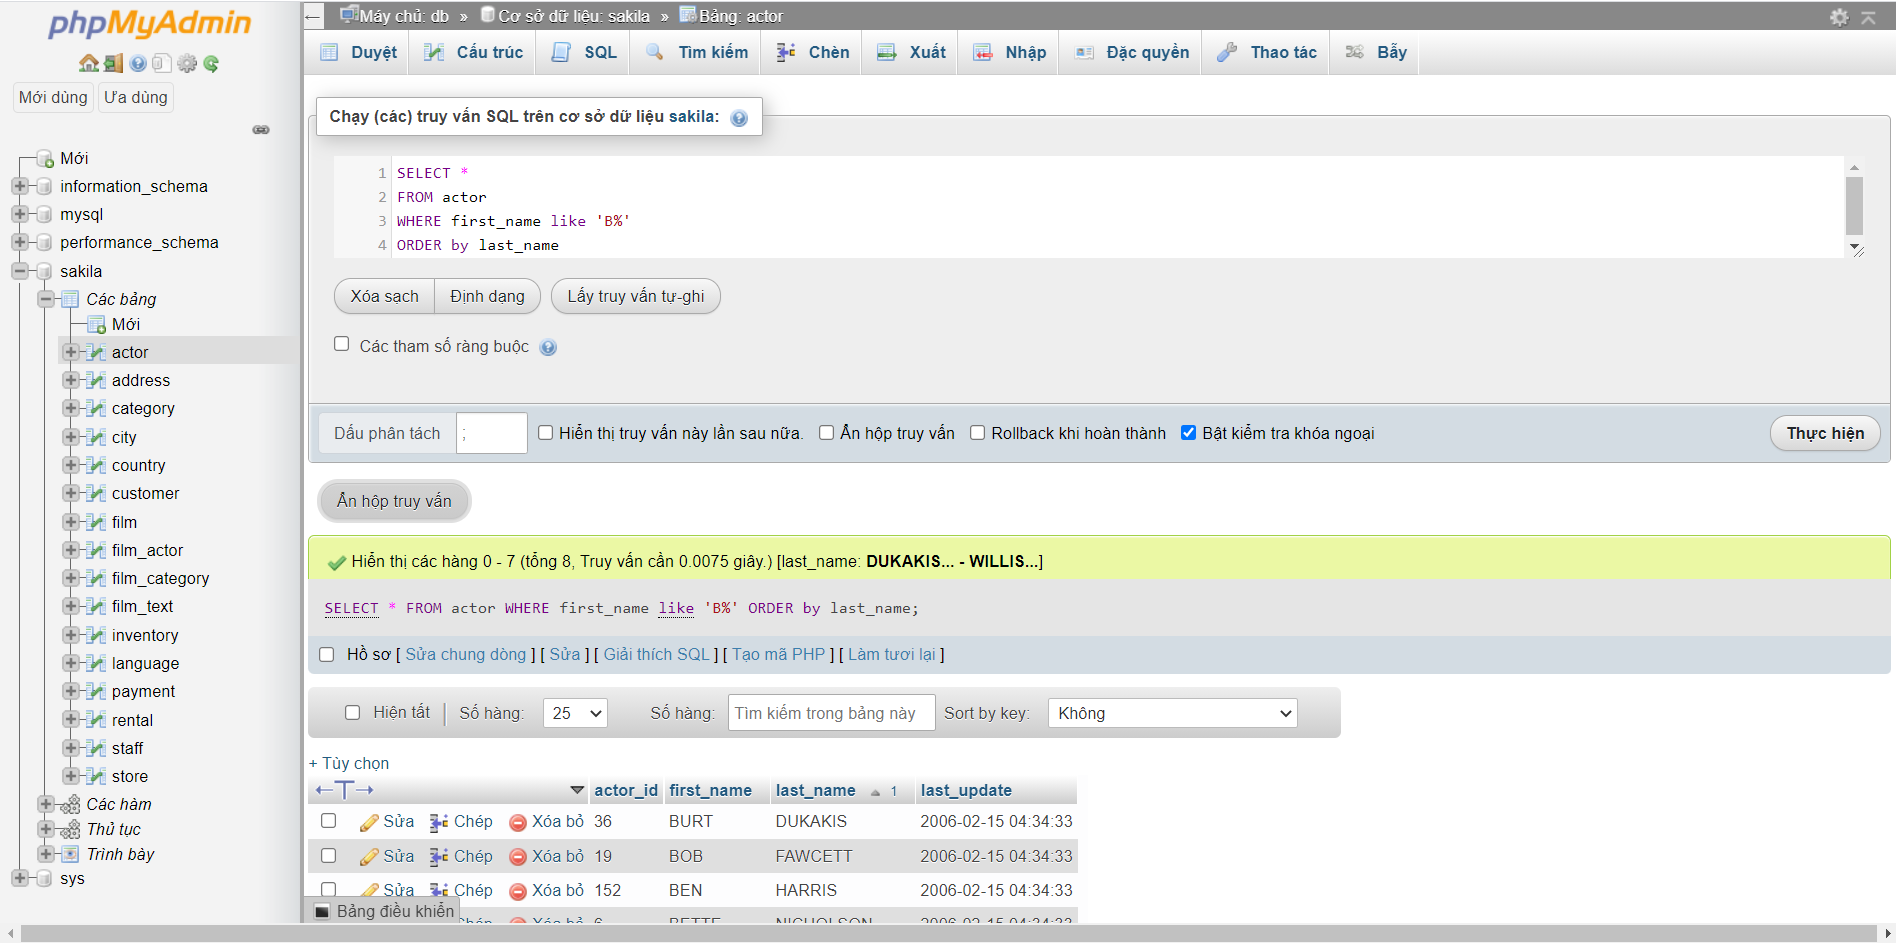 phpMyAdmin
Mới dùng
Ưa dùng
Mới
information_schema
mysql
performance_schema
sakila
Các bảng
Mới
actor
address
category
city
country
customer
film
film_actor
film_category
film_text
inventory
language
payment
rental
staff
store
Các hàm
Thủ tục
Trình bày
sys
Máy chủ: db » Cơ sở dữ liệu: sakila » Bảng: actor
Duyệt Cấu trúc SQL Tìm kiếm Chèn Xuất Nhập Đặc quyền Thao tác Bẫy
Chạy (các) truy vấn SQL trên cơ sở dữ liệu sakila:
1 SELECT *
2 FROM actor
3 WHERE first_name like 'B%'
4 ORDER by last_name
Xóa sạch Định dạng Lấy truy vấn tự-ghi
Các tham số ràng buộc
Dấu phân tách ; Hiển thị truy vấn này lần sau nữa. Ẩn hộp truy vấn Rollback khi hoàn thành Bật kiểm tra khóa ngoại Thực hiện
Ẩn hộp truy vấn
Hiển thị các hàng 0 - 7 (tổng 8, Truy vấn cần 0.0075 giây.) [last_name: DUKAKIS... - WILLIS...]
SELECT * FROM actor WHERE first_name like 'B%' ORDER by last_name;
Hồ sơ [ Sửa chung dòng ] [ Sửa ] [ Giải thích SQL ] [ Tạo mã PHP ] [ Làm tươi lại ]
Hiện tất Số hàng: 25 Số hàng: Tìm kiếm trong bảng này Sort by key: Không
+ Tùy chọn
←T→ actor_id first_name last_name 1 last_update
Sửa Chép Xóa bỏ 36 BURT DUKAKIS 2006-02-15 04:34:33
Sửa Chép Xóa bỏ 19 BOB FAWCETT 2006-02-15 04:34:33
Sửa Chép Xóa bỏ 152 BEN HARRIS 2006-02-15 04:34:33
Chép Xóa bỏ 6 BETTE NICHOLSON 2006-02-15 04:34:33
Bảng điều khiển